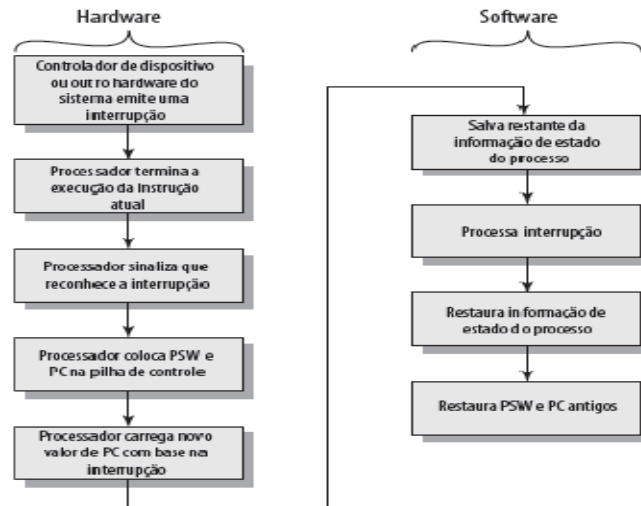 Hardware
Controlador de dispositivo
ou outro hardware do
sistema emite uma
interrupção
Processador termina a
execução da instrução
atual
Processador sinaliza que
reconhece a interrupção
Processador coloca PSW e
PC na pilha de controle
Processador carrega novo
valor de PC com base na
interrupção
Software
Salva restante da
informação de estado
do processo
Processa interrupção
Restaura informação de
estado do processo
Restaura PSW e PC antigos